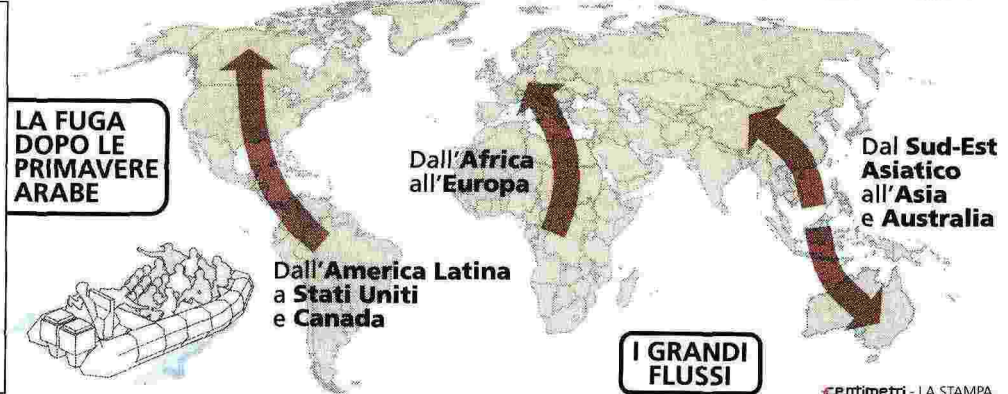 LA FUGA
DOPO LE
PRIMAVERE
ARABE
Dall'America Latina
a Stati Uniti
e Canada
Dall'Africa
all'Europa
Dal Sud-Est
Asiatico
all'Asia
e Australia
I GRANDI
FLUSSI
centimetri - LA STAMPA